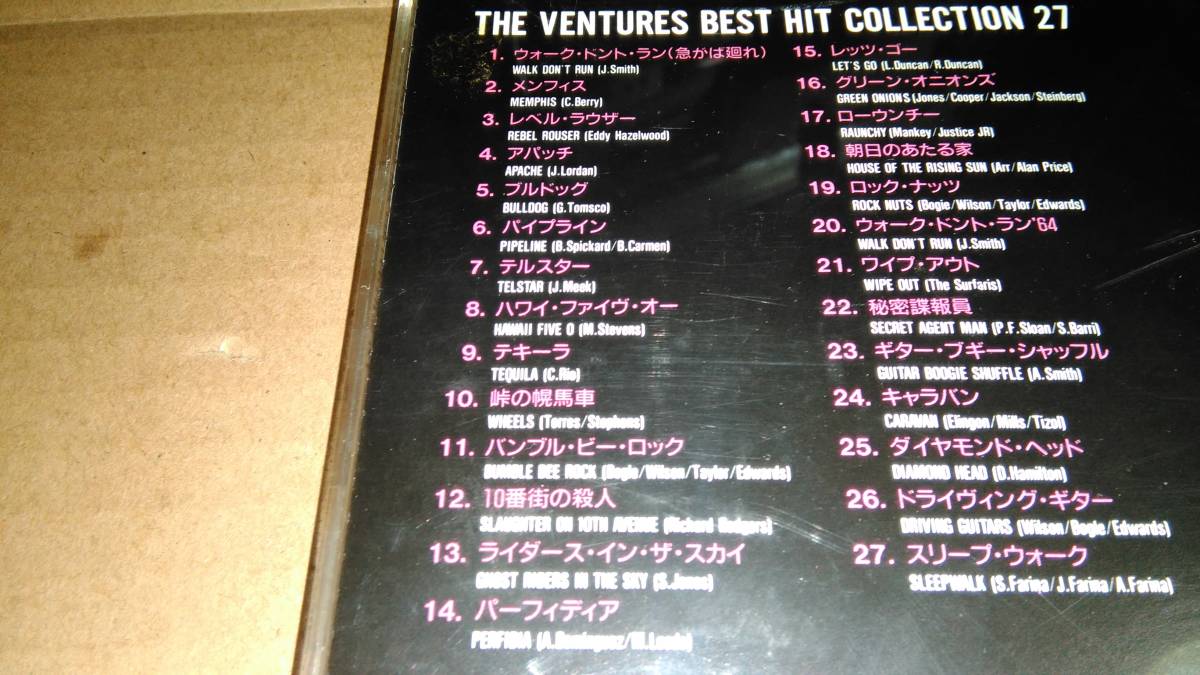 THE VENTURES BEST HIT COLLECTION 27
1. ウォーク・ドント・ラン(急がば廻れ)
WALK DON'T RUN (J.Smith)
2. メンフィス
MEMPHIS (C.Berry)
3. レベル・ラウザー
REBEL ROUSER (Eddy Hazelwood)
4. アパッチ
APACHE (J.Lordan)
5. ブルドッグ
BULLDOG (G.Tomsco)
6. パイプライン
PIPELINE (B.Spickard/B.Carmen)
7. テルスター
TELSTAR (J.Meek)
8. ハワイ・ファイヴ・オー
HAWAII FIVE O (M.Stevens)
9. テキーラ
TEQUILA (C.Rio)
10. 峠の幌馬車
WHEELS (Torres/Stephens)
11. バンブル・ビー・ロック
BUMBLE BEE ROCK (Bogle/Wilson/Taylor/Edwards)
12. 10番街の殺人
SLAUGHTER ON 10TH AVENUE (Richard Rodgers)
13. ライダース・イン・ザ・スカイ
GHOST RIDERS IN THE SKY (S.Jones)
14. パーフィディア
PERFIDIA (A.Dominguez/M.Leeds)
15. レッツ・ゴー
LET'S GO (L.Duncan/R.Duncan)
16. グリーン・オニオンズ
GREEN ONIONS (Jones/Cooper/Jackson/Steinberg)
17. ローウンチー
RAUNCHY (Mankey/Justice JR)
18. 朝日のあたる家
HOUSE OF THE RISING SUN (Arr/Alan Price)
19. ロック・ナッツ
ROCK NUTS (Bogie/Wilson/Taylor/Edwards)
20. ウォーク・ドント・ラン'64
WALK DON'T RUN (J.Smith)
21. ワイプ・アウト
WIPE OUT (The Surfaris)
22. 秘密諜報員
SECRET AGENT MAN (P.F.Sloan/S.Barri)
23. ギター・ブギー・シャッフル
GUITAR BOOGIE SHUFFLE (A.Smith)
24. キャラバン
CARAVAN (Elingon/Mills/Tizol)
25. ダイヤモンド・ヘッド
DIAMOND HEAD (D.Hamilton)
26. ドライヴィング・ギター
DRIVING GUITARS (Wilson/Bogle/Edwards)
27. スリープ・ウォーク
SLEEPWALK (S.Farina/J.Farina/A.Farina)